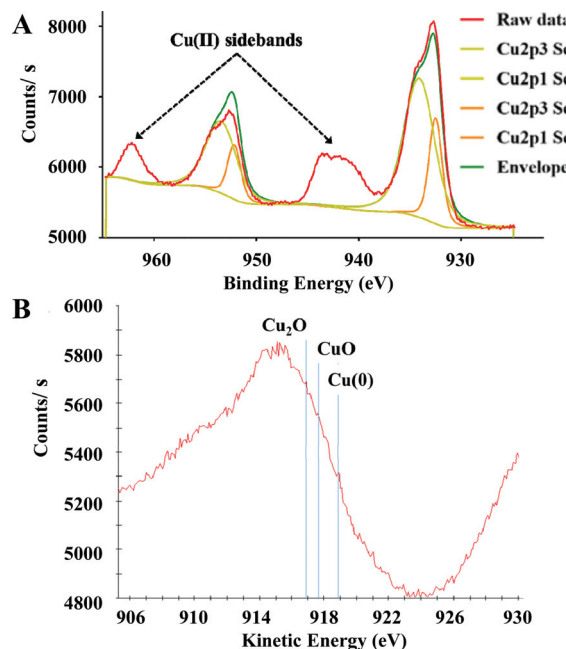 A
Cu(II) sidebands
Raw data
Cu2p3 Sc
Cu2p1 Sc
Cu2p3 Sc
Cu2p1 Sc
Envelope
8000
7000
6000
5000
Counts/ s
960 950 940 930
Binding Energy (eV)
B
Cu₂O
CuO
Cu(0)
6000
5800
5600
5400
5200
5000
4800
Counts/ s
906 910 914 918 922 926 930
Kinetic Energy (eV)